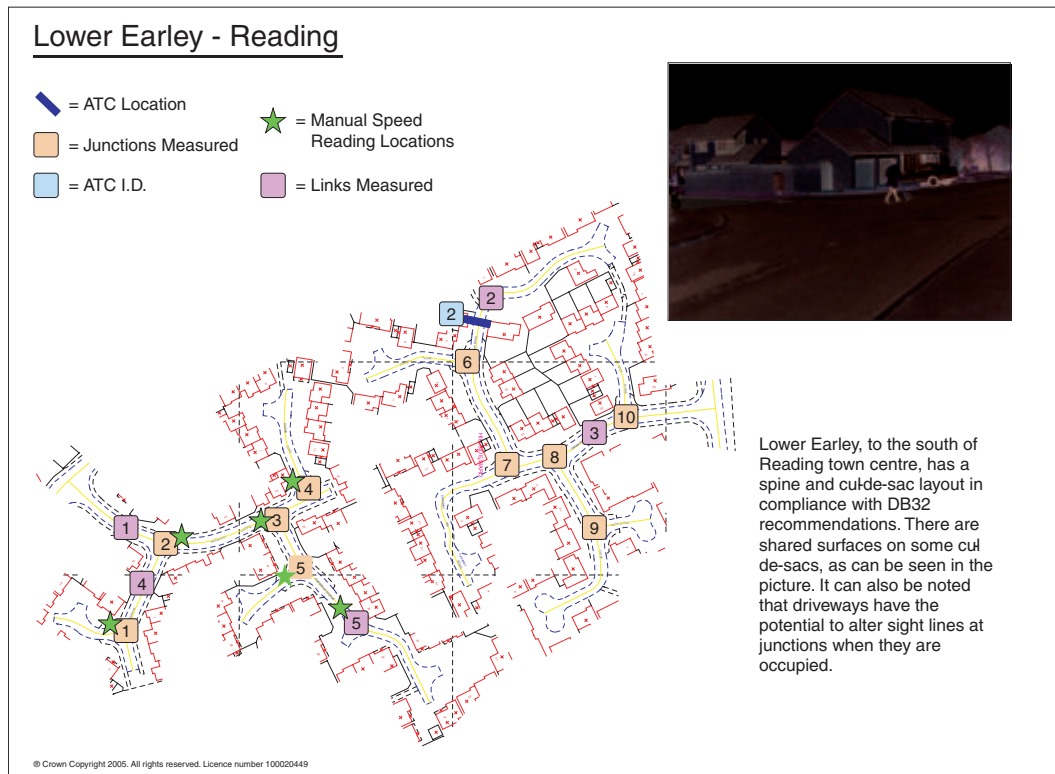 Lower Earley - Reading
= ATC Location
= Junctions Measured
= ATC I.D.
= Manual Speed
Reading Locations
= Links Measured
2
2
6
10
3
8
7
4
9
3
1
2
5
4
5
1
Lower Earley, to the south of
Reading town centre, has a
spine and cul-de-sac layout in
compliance with DB32
recommendations. There are
shared surfaces on some cul-
de-sacs, as can be seen in the
picture. It can also be noted
that driveways have the
potential to alter sight lines at
junctions when they are
occupied.
® Crown Copyright 2005. All rights reserved. Licence number 100020449